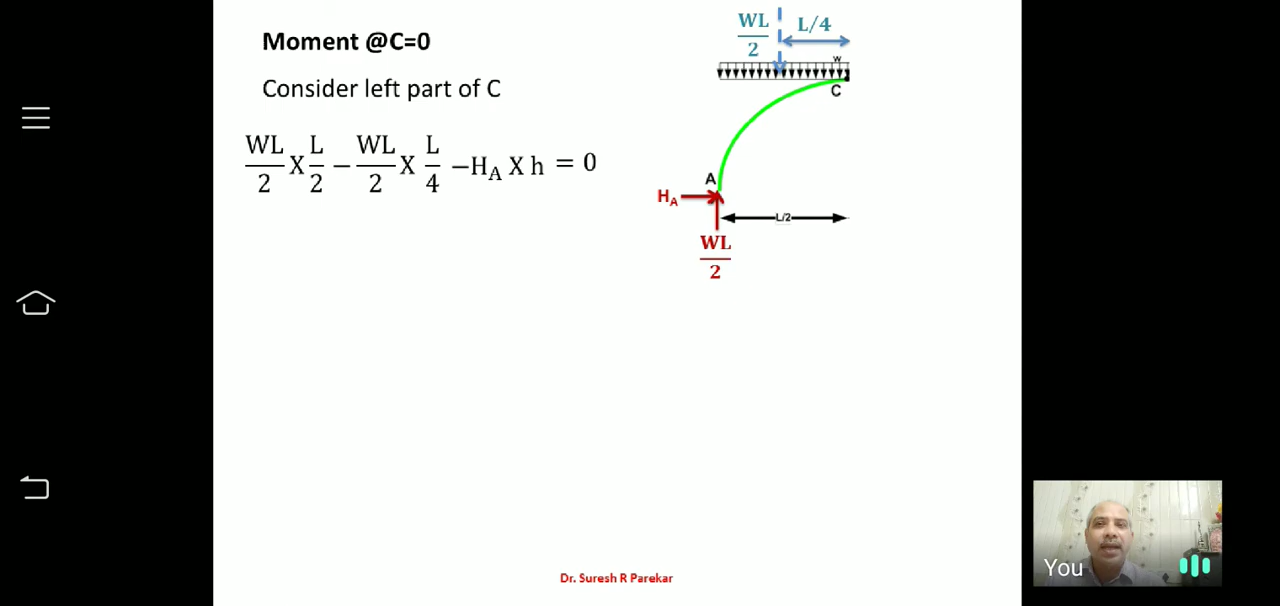 Moment @C=0
Consider left part of C
WL/2 X L/2 − WL/2 X L/4 −H_A X h = 0
WL/2
L/4
w
C
A
H_A
L/2
WL/2
Dr. Suresh R Parekar
You